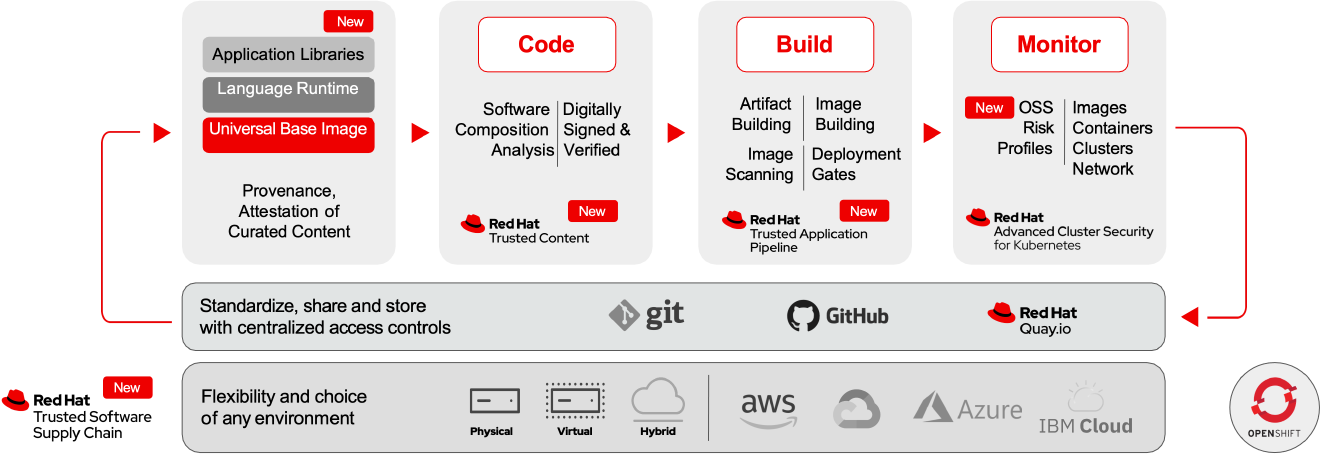 New
Application Libraries
Language Runtime
Universal Base Image
Provenance,
Attestation of
Curated Content
Code
Software
Composition
Analysis
Digitally
Signed &
Verified
New
Red Hat
Trusted Content
Build
Artifact
Building
Image
Building
Image
Scanning
Deployment
Gates
New
Red Hat
Trusted Application
Pipeline
Monitor
New
OSS
Risk
Profiles
Images
Containers
Clusters
Network
Red Hat
Advanced Cluster Security
for Kubernetes
Standardize, share and store
with centralized access controls
git
GitHub
Red Hat
Quay.io
New
Red Hat
Trusted Software
Supply Chain
Flexibility and choice
of any environment
Physical
Virtual
Hybrid
aws
Azure
IBM Cloud
OPENSHIFT